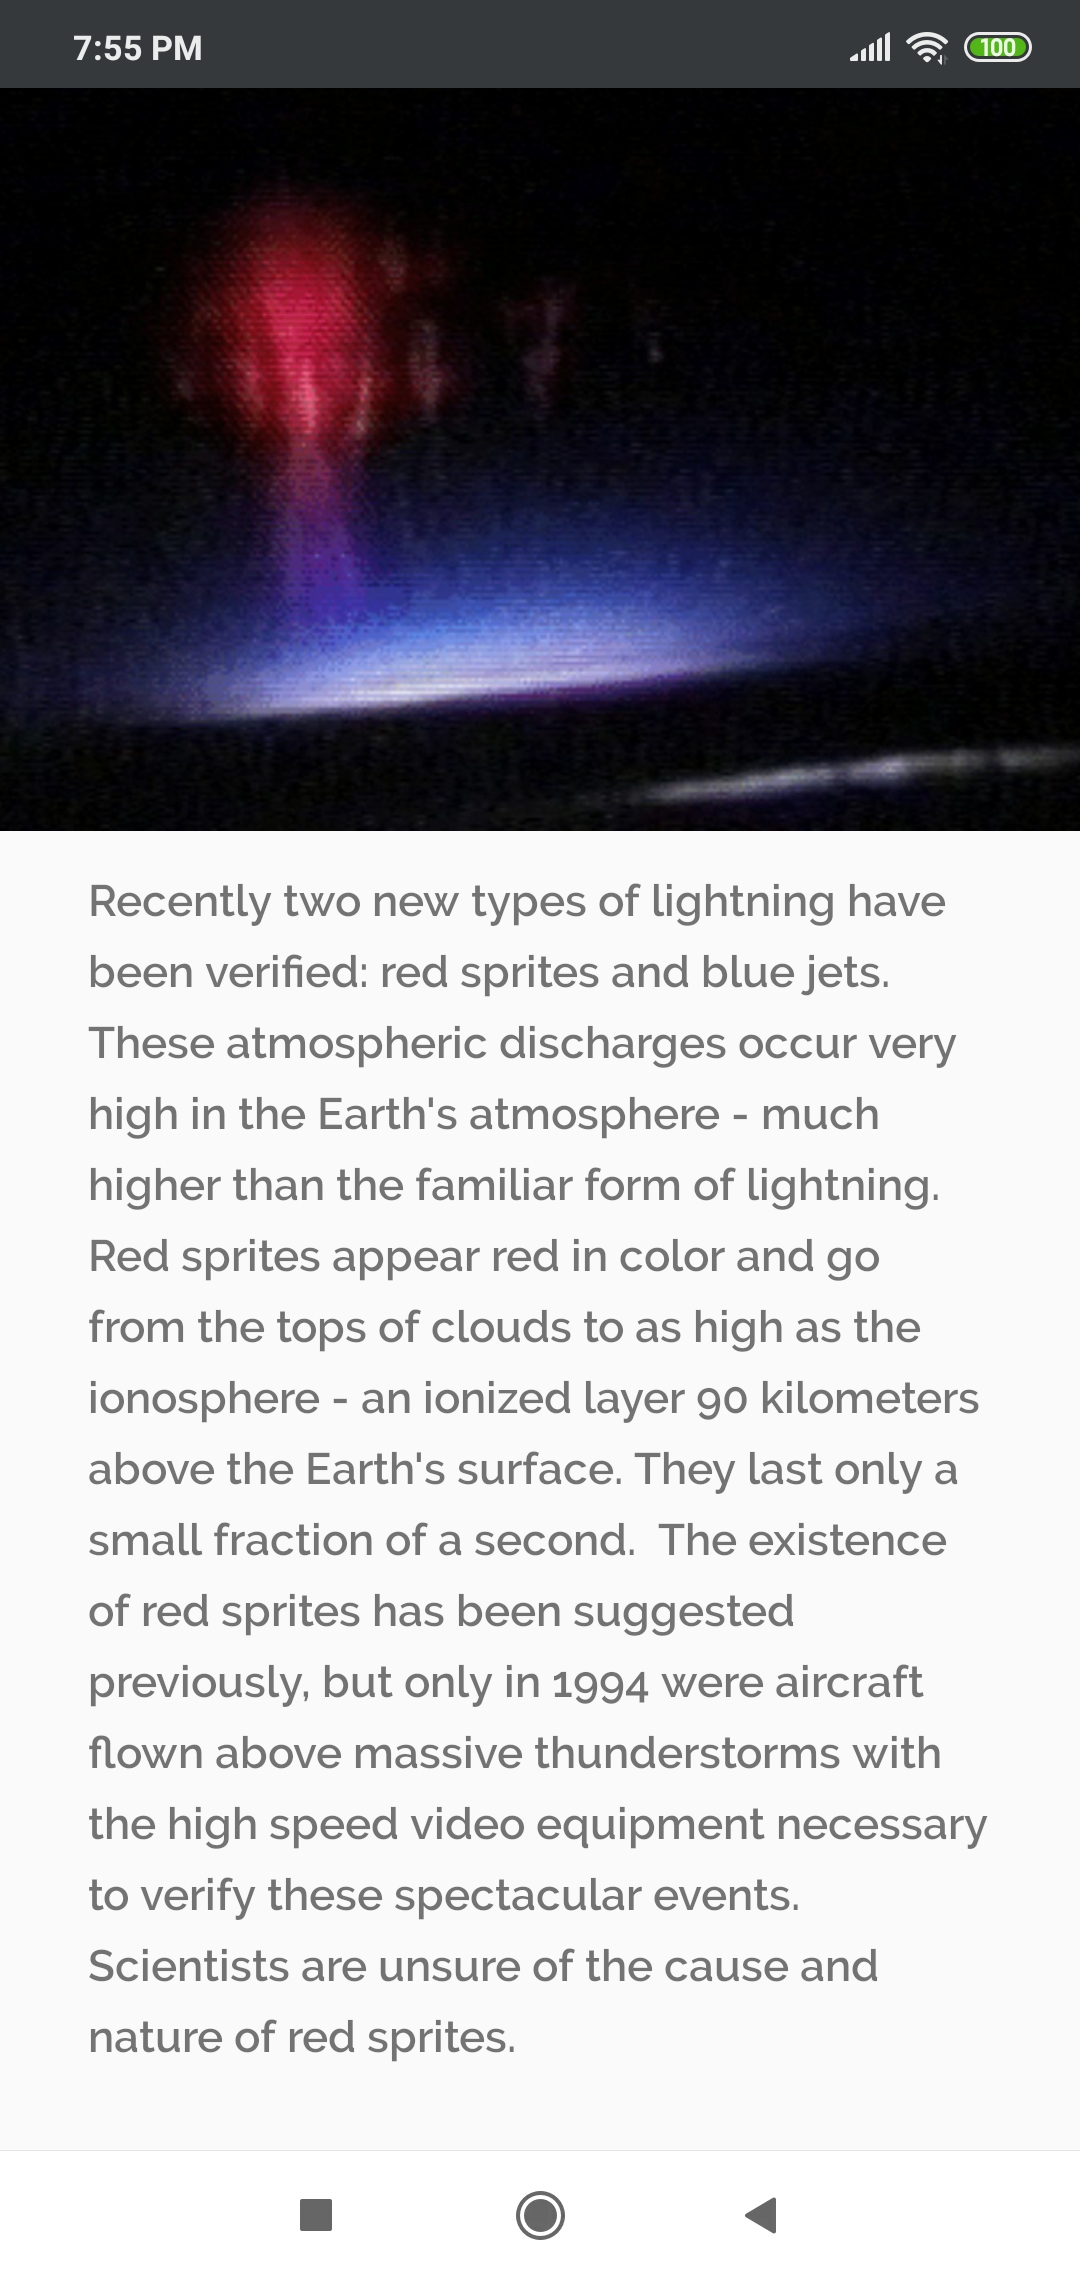 7:55 PM
100
Recently two new types of lightning have
been verified: red sprites and blue jets.
These atmospheric discharges occur very
high in the Earth's atmosphere - much
higher than the familiar form of lightning.
Red sprites appear red in color and go
from the tops of clouds to as high as the
ionosphere - an ionized layer 90 kilometers
above the Earth's surface. They last only a
small fraction of a second.  The existence
of red sprites has been suggested
previously, but only in 1994 were aircraft
flown above massive thunderstorms with
the high speed video equipment necessary
to verify these spectacular events.
Scientists are unsure of the cause and
nature of red sprites.